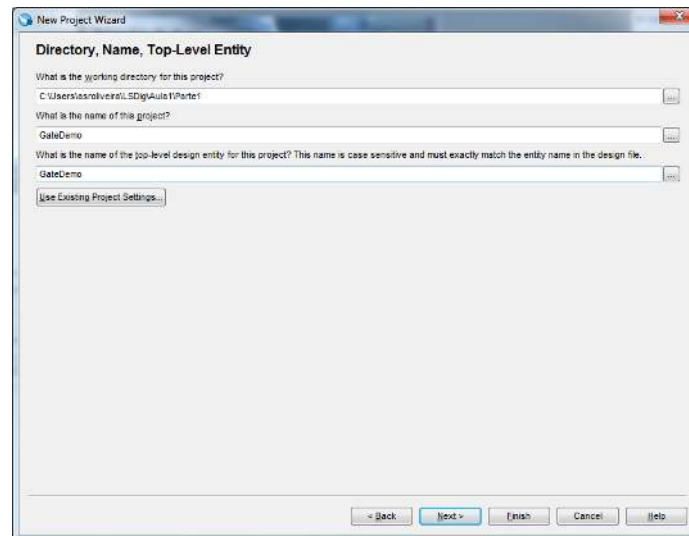 New Project Wizard
Directory, Name, Top-Level Entity
What is the working directory for this project?
C:\Users\asroliveira\LSDig\Aula1\Parte1
...
What is the name of this project?
GateDemo
...
What is the name of the top-level design entity for this project? This name is case sensitive and must exactly match the entity name in the design file.
GateDemo
...
Use Existing Project Settings...
< Back Next > Finish Cancel Help